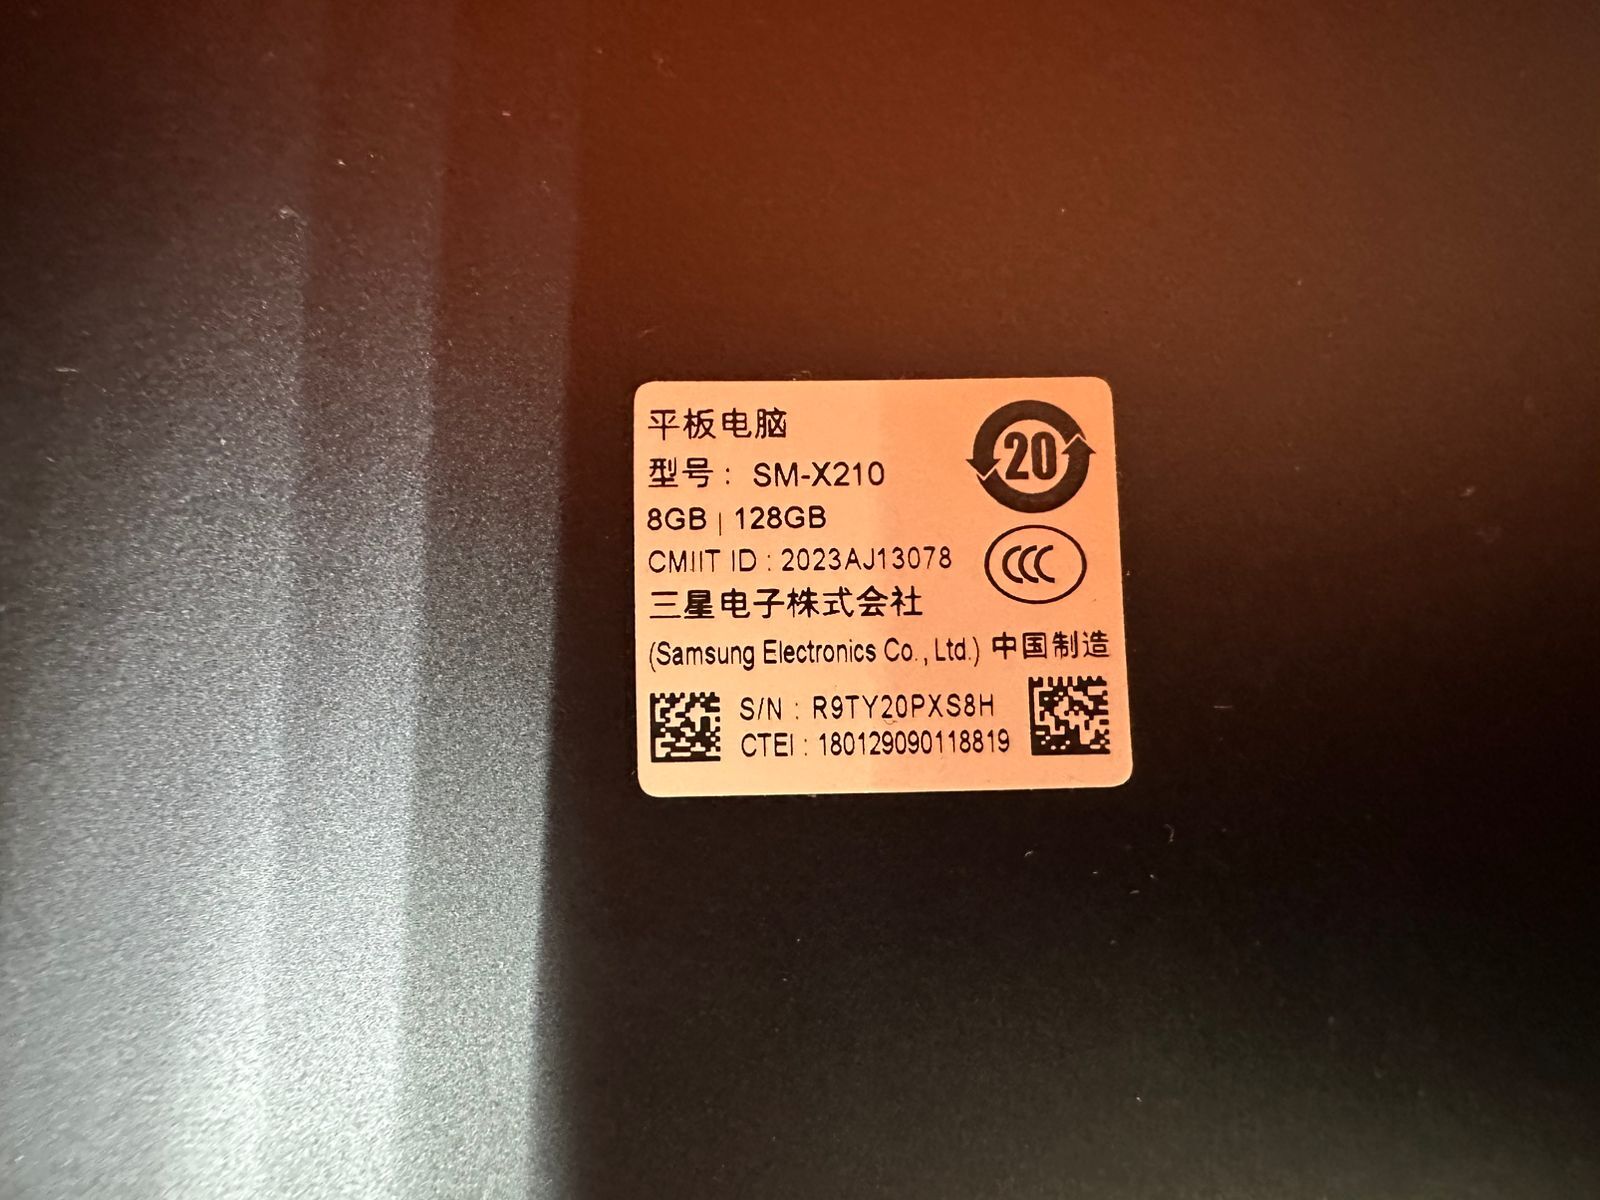 平板电脑
型号： SM-X210
8GB | 128GB
CMIIT ID : 2023AJ13078
三星电子株式会社
(Samsung Electronics Co., Ltd.) 中国制造
S/N : R9TY20PXS8H
CTEI : 180129090118819
20
CCC